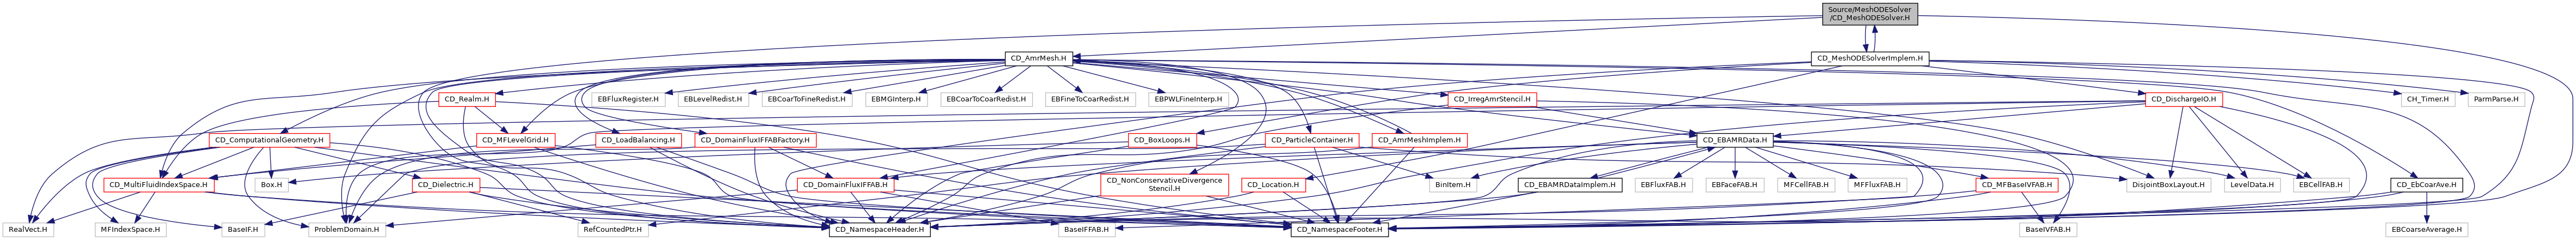 Source/MeshODESolver
/CD_MeshODESolver.H
CD_AmrMesh.H
CD_MeshODESolverImplem.H
CD_Realm.H
EBFluxRegister.H
EBLevelRedist.H
EBCoarToFineRedist.H
EBMGInterp.H
EBCoarToCoarRedist.H
EBFineToCoarRedist.H
EBPWLFineInterp.H
CD_IrregAmrStencil.H
CD_DischargeIO.H
CH_Timer.H
ParmParse.H
CD_ComputationalGeometry.H
CD_MFLevelGrid.H
CD_LoadBalancing.H
CD_DomainFluxIFFABFactory.H
CD_BoxLoops.H
CD_ParticleContainer.H
CD_AmrMeshImplem.H
CD_EBAMRData.H
CD_MultiFluidIndexSpace.H
Box.H
CD_Dielectric.H
CD_DomainFluxIFFAB.H
CD_NonConservativeDivergence
Stencil.H
CD_Location.H
BinItem.H
CD_EBAMRDataImplem.H
EBFluxFAB.H
EBFaceFAB.H
MFCellFAB.H
MFFluxFAB.H
CD_MFBaseIVFAB.H
DisjointBoxLayout.H
LevelData.H
EBCellFAB.H
CD_EbCoarAve.H
RealVect.H
MFIndexSpace.H
BaseIF.H
ProblemDomain.H
RefCountedPtr.H
CD_NamespaceHeader.H
BaseIFFAB.H
CD_NamespaceFooter.H
BaseIVFAB.H
EBCoarseAverage.H